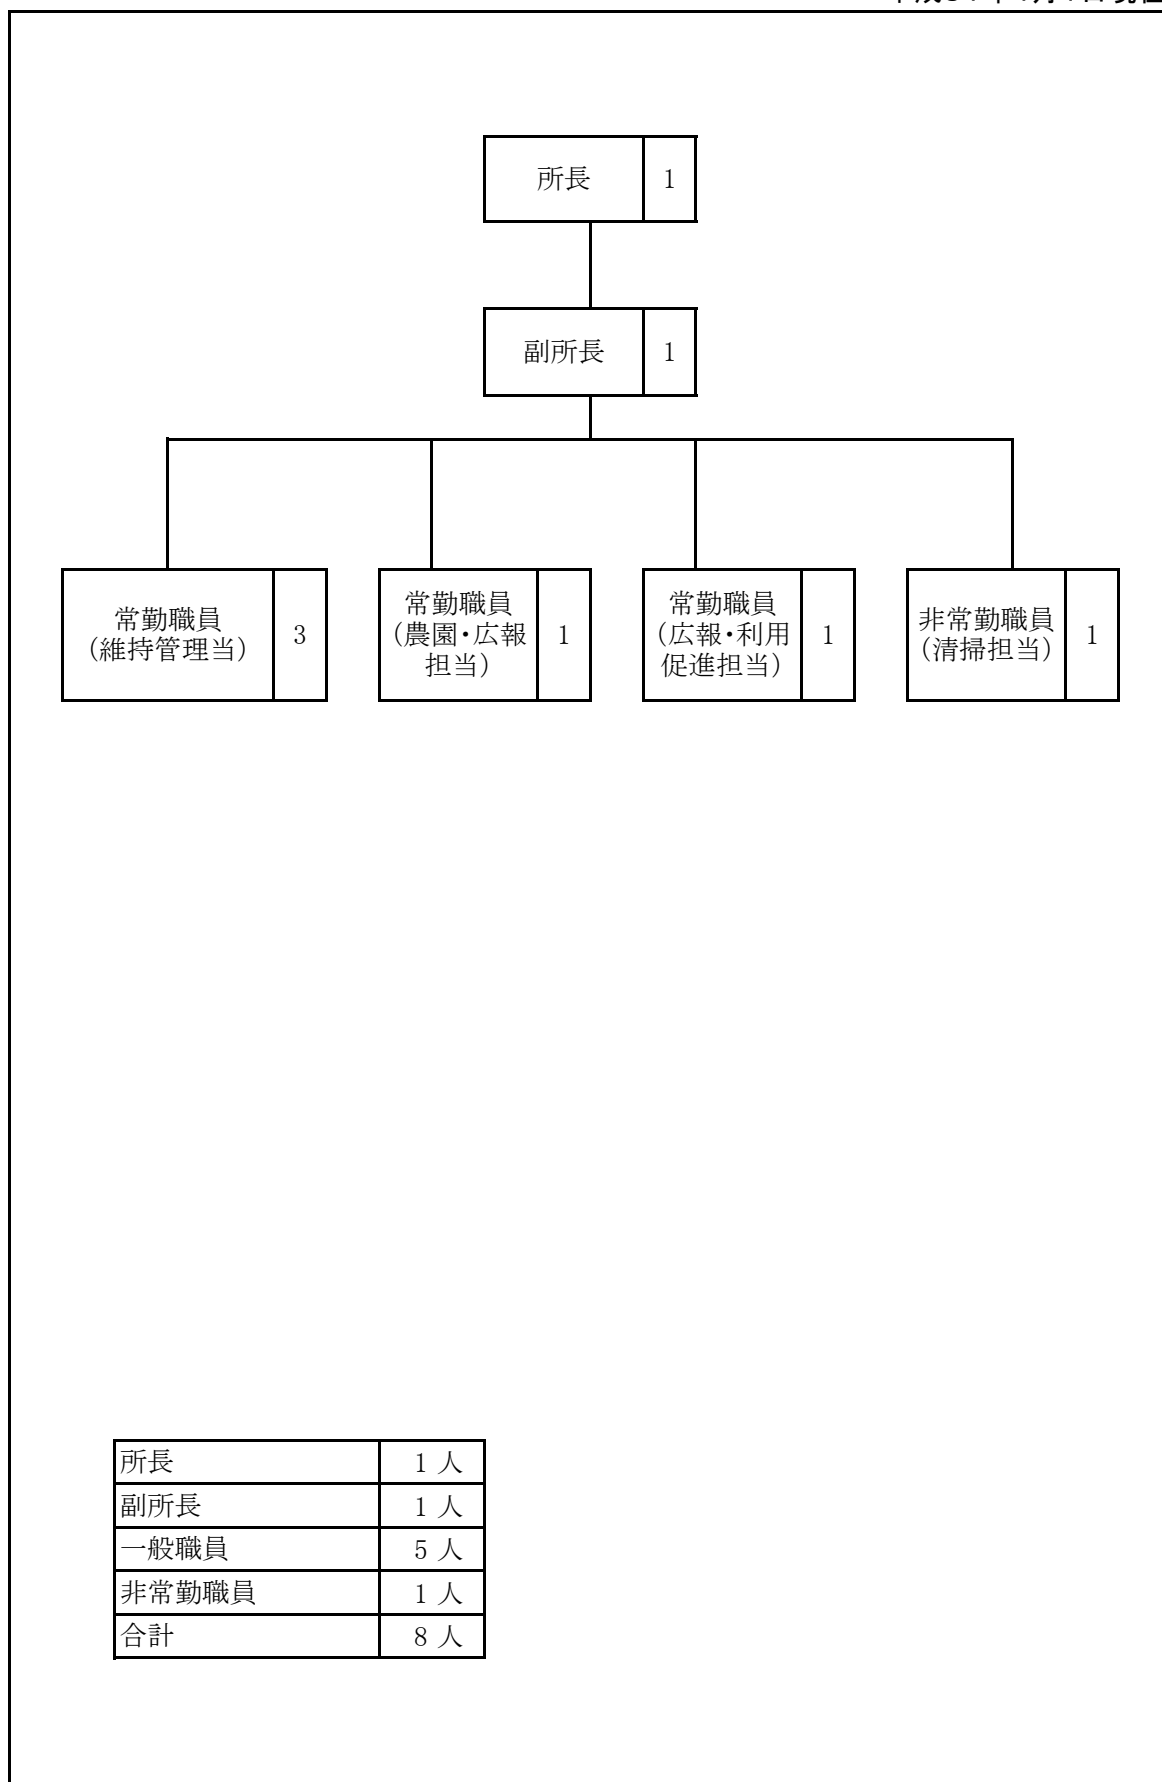 所長 1
副所長 1
常勤職員
（維持管理当） 3
常勤職員
（農園・広報
担当） 1
常勤職員
（広報・利用
促進担当） 1
非常勤職員
（清掃担当） 1
所長 1 人
副所長 1 人
一般職員 5 人
非常勤職員 1 人
合計 8 人